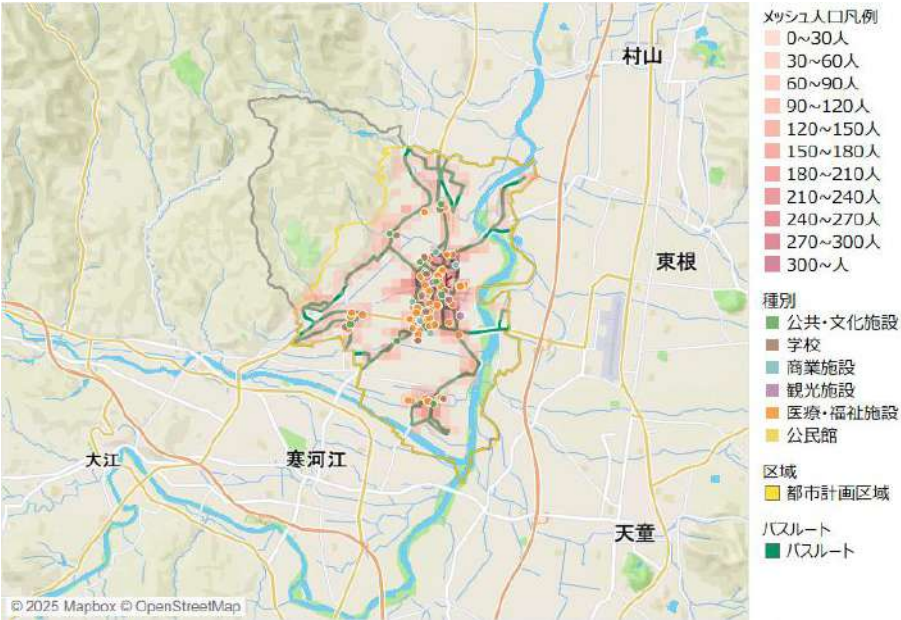 メッシュ人口凡例
0~30人
30~60人
60~90人
90~120人
120~150人
150~180人
180~210人
210~240人
240~270人
270~300人
300~人
種別
公共・文化施設
学校
商業施設
観光施設
医療・福祉施設
公民館
区域
都市計画区域
バスルート
バスルート
村山
東根
大江
寒河江
天童
© 2025 Mapbox © OpenStreetMap